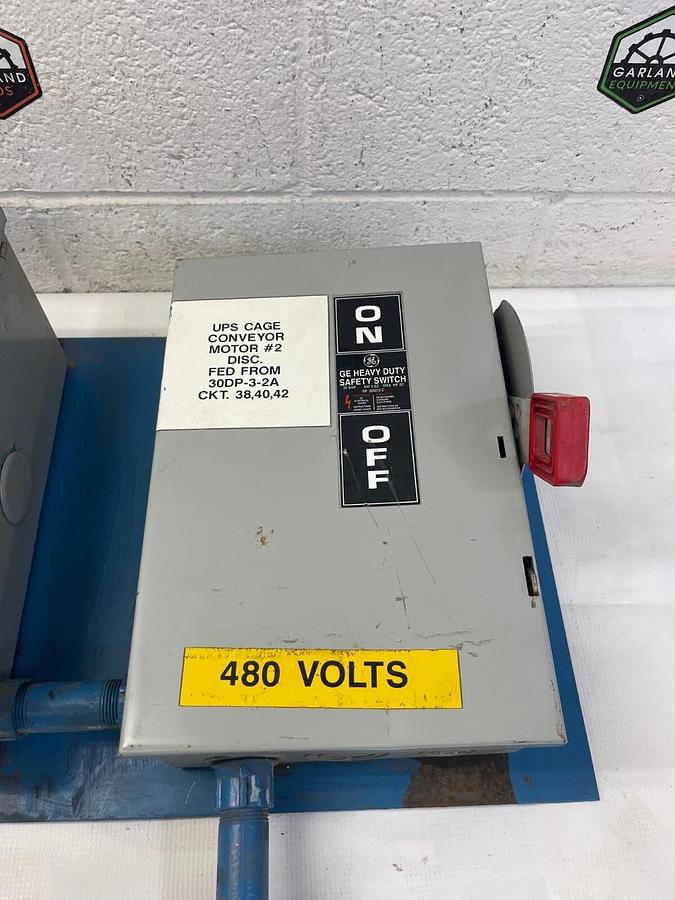 GARLAND
EQUIPMENT
UPS CAGE
CONVEYOR
MOTOR #2
DISC.
FED FROM
30DP-3-2A
CKT. 38,40,42
ON
GE HEAVY DUTY
SAFETY SWITCH
OFF
480 VOLTS